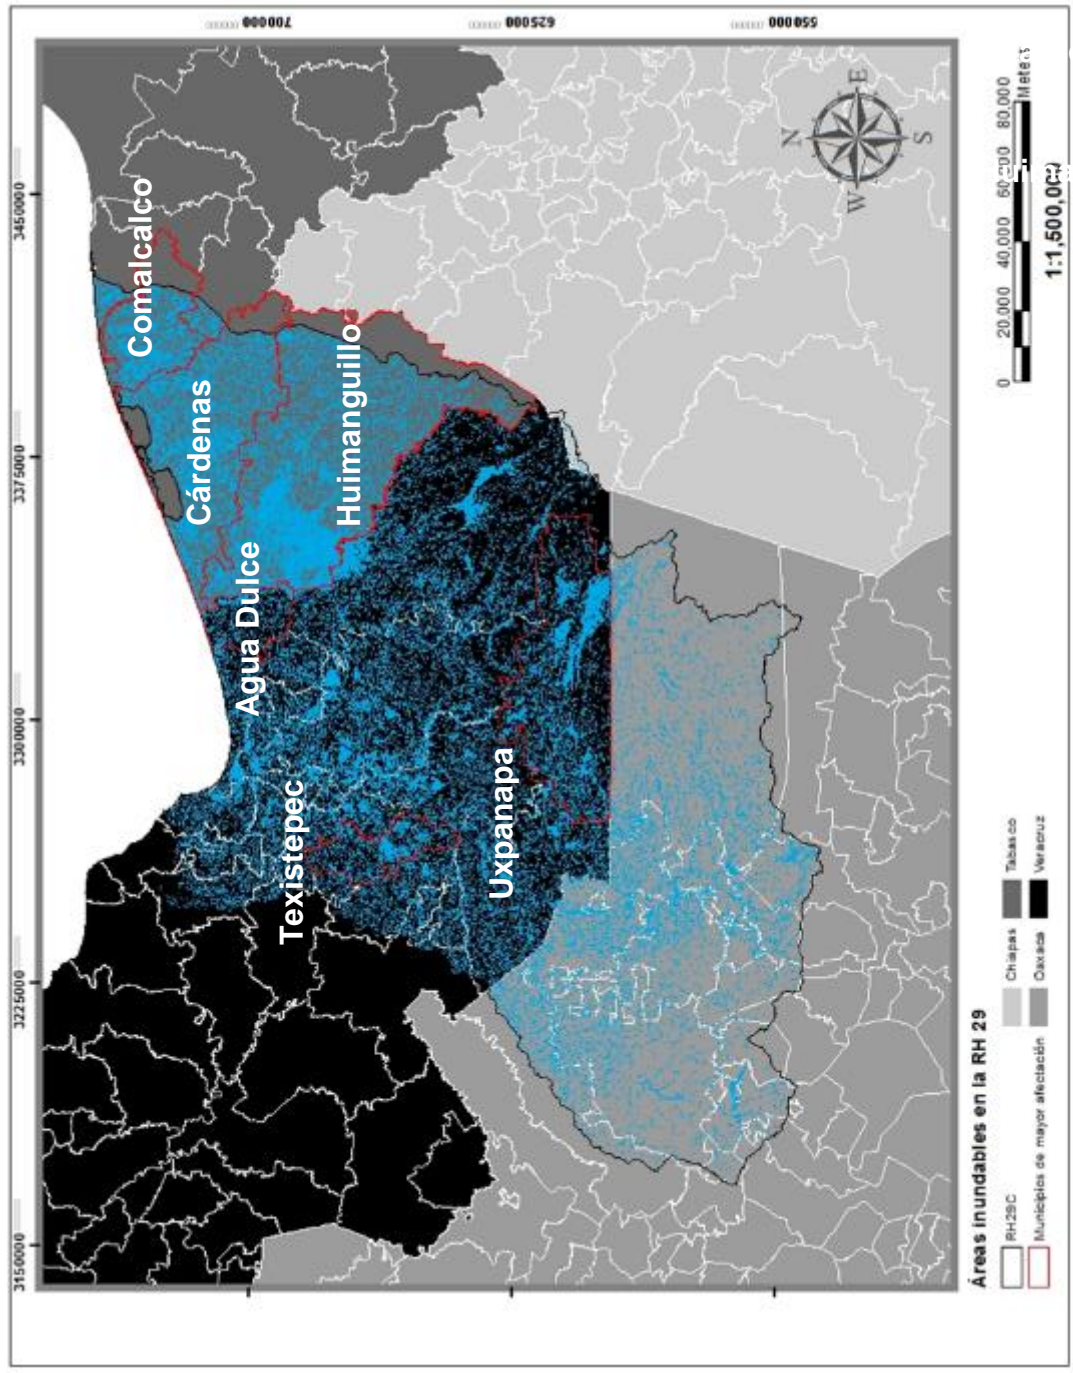 700000
625000
550000
3450000
3375000
3300000
3225000
3150000
Comalcalco
Cárdenas
Huimanguillo
Agua Dulce
Texistepec
Uxpanapa
N
E
S
W
0 20,000 40,000 80,000
1:1,500,000
Áreas inundables en la RH 29
RH29C
Municipios de mayor afectación
Chiapas
Oaxaca
Tabasco
Veracruz